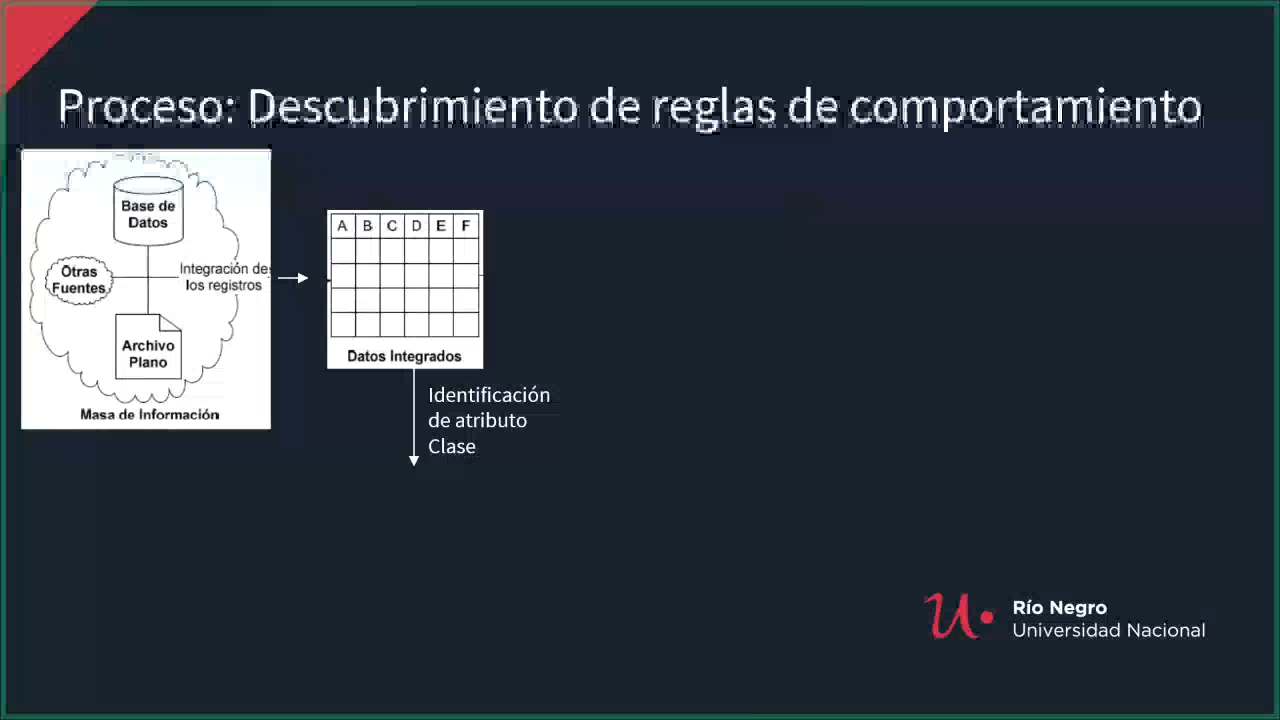 Proceso: Descubrimiento de reglas de comportamiento
Base de
Datos
Otras
Fuentes
Integración de
los registros
Archivo
Plano
Masa de Información
A B C D E F
Datos Integrados
Identificación
de atributo
Clase
Río Negro
Universidad Nacional